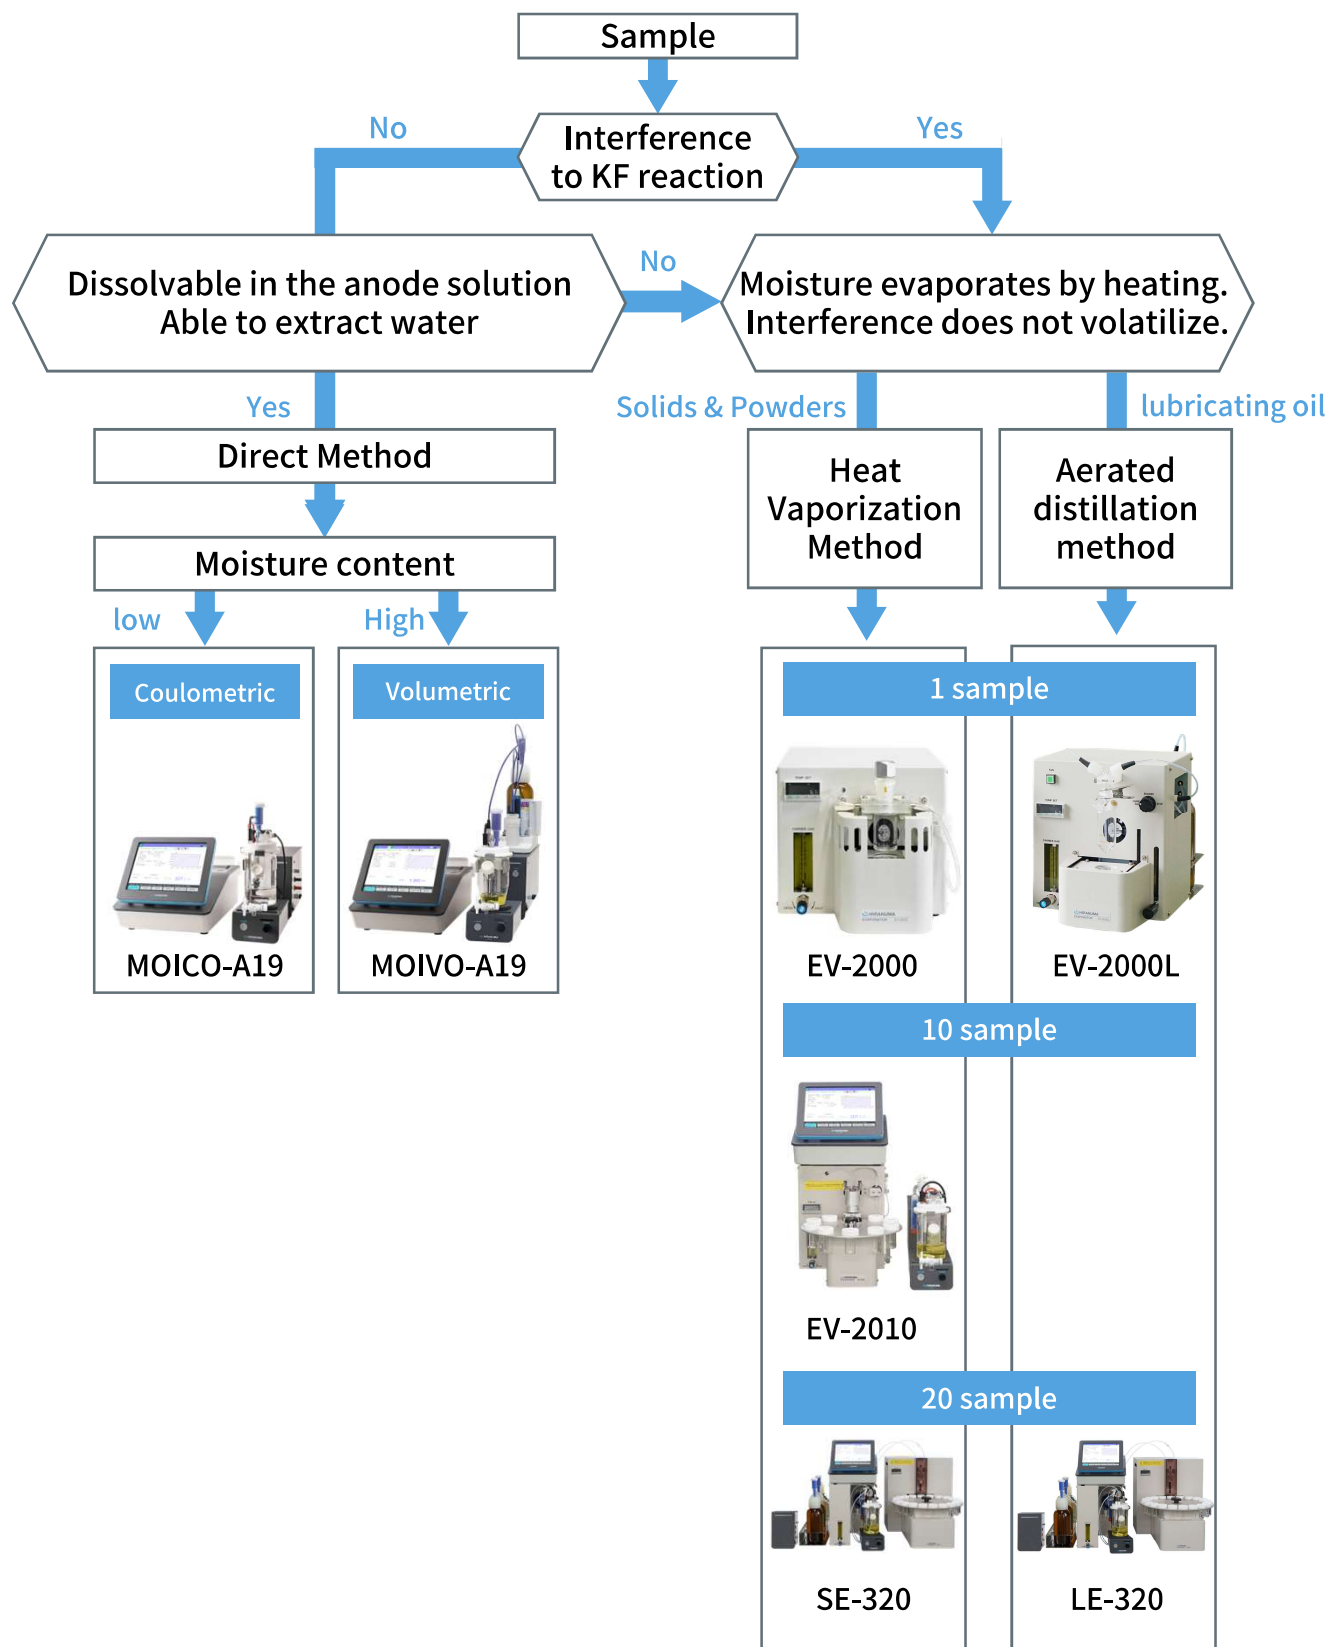 Sample
No
Interference
to KF reaction
Yes
Dissolvable in the anode solution
Able to extract water
No
Moisture evaporates by heating.
Interference does not volatilize.
Yes
Solids & Powders
lubricating oil
Direct Method
Heat
Vaporization
Method
Aerated
distillation
method
Moisture content
low
High
Coulometric
Volumetric
1 sample
MOICO-A19
MOIVO-A19
EV-2000
EV-2000L
10 sample
EV-2010
20 sample
SE-320
LE-320